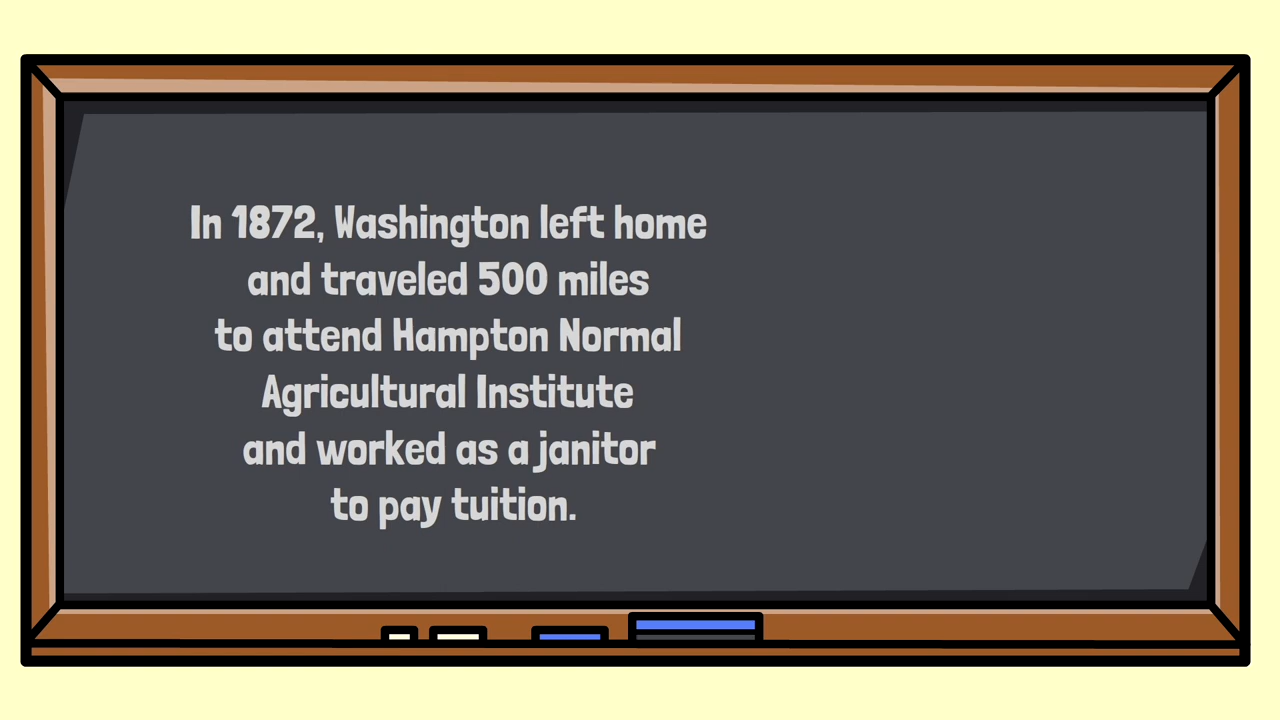 In 1872, Washington left home
and traveled 500 miles
to attend Hampton Normal
Agricultural Institute
and worked as a janitor
to pay tuition.